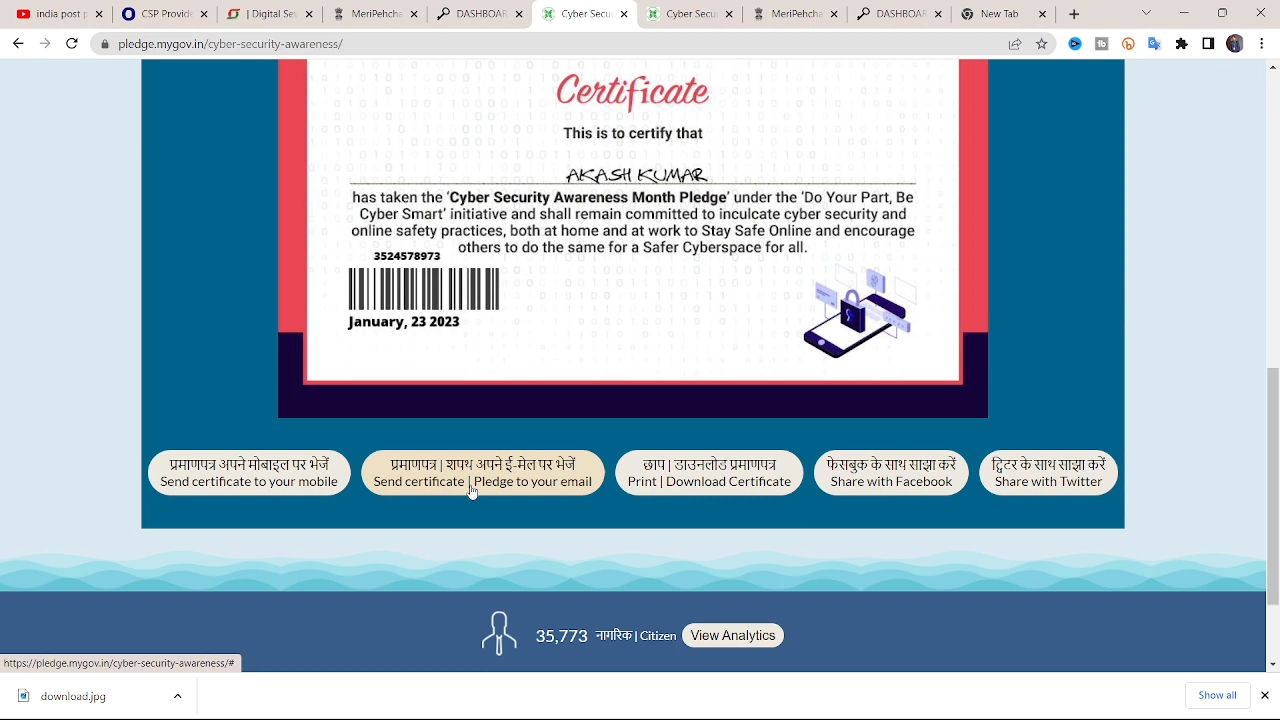 youtube post p
CSP Provide
| Digital Se
Meripehch
DASHBOAR
Cyber Secu
Cyber Secu
MeriPehch
DASHBOAR
New Tab
pledge.mygov.in/cyber-security-awareness/
Certificate
This is to certify that
AKASH KUMAR
has taken the ‘Cyber Security Awareness Month Pledge’ under the ‘Do Your Part, Be
Cyber Smart’ initiative and shall remain committed to inculcate cyber security and
online safety practices, both at home and at work to Stay Safe Online and encourage
others to do the same for a Safer Cyberspace for all.
3524578973
January, 23 2023
प्रमाणपत्र अपने मोबाइल पर भेजें
Send certificate to your mobile
प्रमाणपत्र | शपथ अपने ई-मेल पर भेजें
Send certificate | Pledge to your email
छाप | डाउनलोड प्रमाणपत्र
Print | Download Certificate
फेसबुक के साथ साझा करें
Share with Facebook
ट्विटर के साथ साझा करें
Share with Twitter
35,773 नागरिक | Citizen View Analytics
https://pledge.mygov.in/cyber-security-awareness/#
download.jpg
Show all